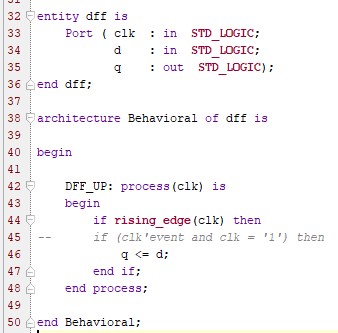 32 entity dff is
33     Port ( clk  : in  STD_LOGIC;
34            d    : in  STD_LOGIC;
35            q    : out  STD_LOGIC);
36 end dff;
37
38 architecture Behavioral of dff is
39
40 begin
41
42     DFF_UP: process(clk) is
43     begin
44         if rising_edge(clk) then
45 --      if (clk'event and clk = '1') then
46             q <= d;
47         end if;
48     end process;
49
50 end Behavioral;